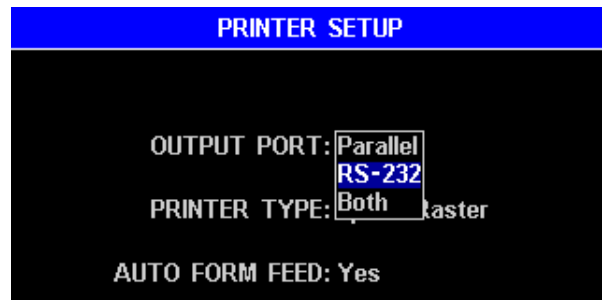 PRINTER SETUP
OUTPUT PORT: Parallel
RS-232
Both
PRINTER TYPE:
AUTO FORM FEED: Yes